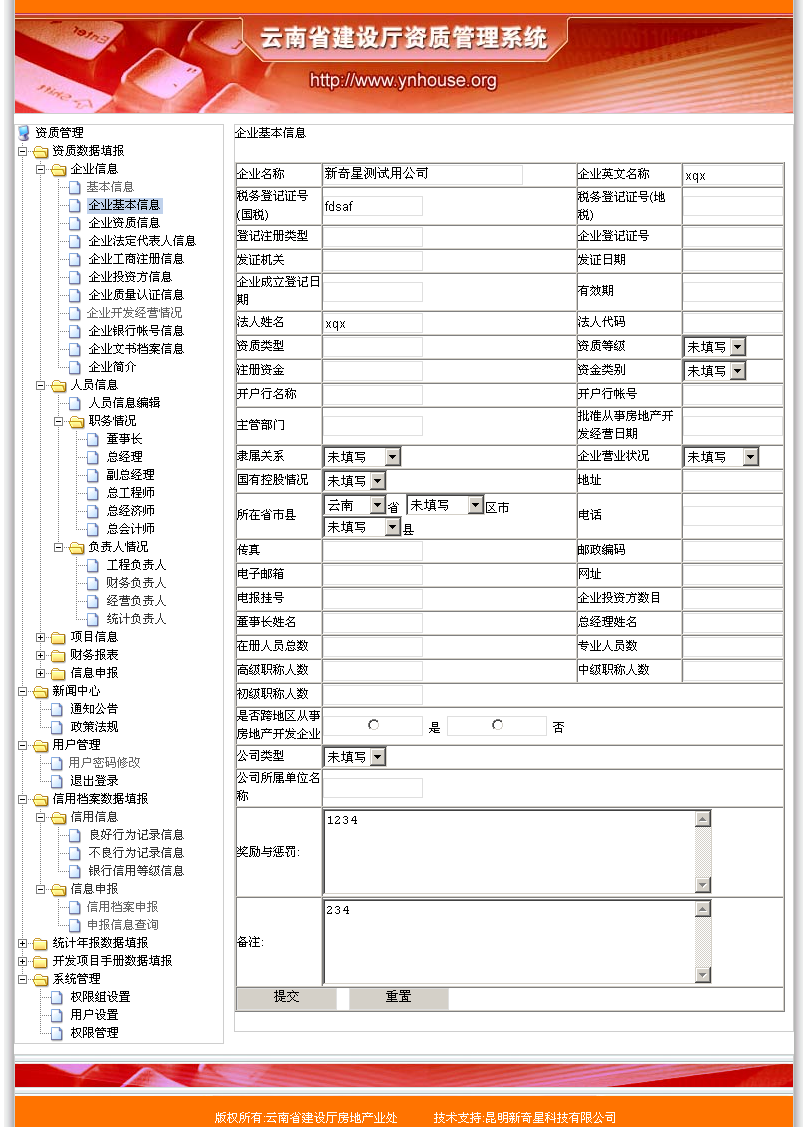 云南省建设厅资质管理系统
http://www.ynhouse.org
资质管理
资质数据填报
企业信息
基本信息
企业基本信息
企业资质信息
企业法定代表人信息
企业工商注册信息
企业投资方信息
企业质量认证信息
企业开发经营情况
企业银行帐号信息
企业文书档案信息
企业简介
人员信息
人员信息编辑
职务情况
董事长
总经理
副总经理
总工程师
总经济师
总会计师
负责人情况
工程负责人
财务负责人
经营负责人
统计负责人
项目信息
财务报表
信息申报
新闻中心
通知公告
政策法规
用户管理
用户密码修改
退出登录
信用档案数据填报
信用信息
良好行为记录信息
不良行为记录信息
银行信用等级信息
信息申报
信用档案申报
申报信息查询
统计年报数据填报
开发项目手册数据填报
系统管理
权限组设置
用户设置
权限管理
企业基本信息
企业名称 新奇星测试用公司 企业英文名称 xqx
税务登记证号(国税) fdsaf 税务登记证号(地税)
登记注册类型 企业登记证号
发证机关 发证日期
企业成立登记日期 有效期
法人姓名 xqx 法人代码
资质类型 资质等级 未填写
注册资金 资金类别 未填写
开户行名称 开户行帐号
主管部门 批准从事房地产开发经营日期
隶属关系 未填写 企业营业状况 未填写
国有控股情况 未填写 地址
所在省市县 云南 省 未填写 区市 未填写 县 电话
传真 邮政编码
电子邮箱 网址
电报挂号 企业投资方数目
董事长姓名 总经理姓名
在册人员总数 专业人员数
高级职称人数 中级职称人数
初级职称人数
是否跨地区从事房地产开发企业 是 否
公司类型 未填写
公司所属单位名称
奖励与惩罚: 1234
备注: 234
提交 重置
版权所有:云南省建设厅房地产业处 技术支持:昆明新奇星科技有限公司